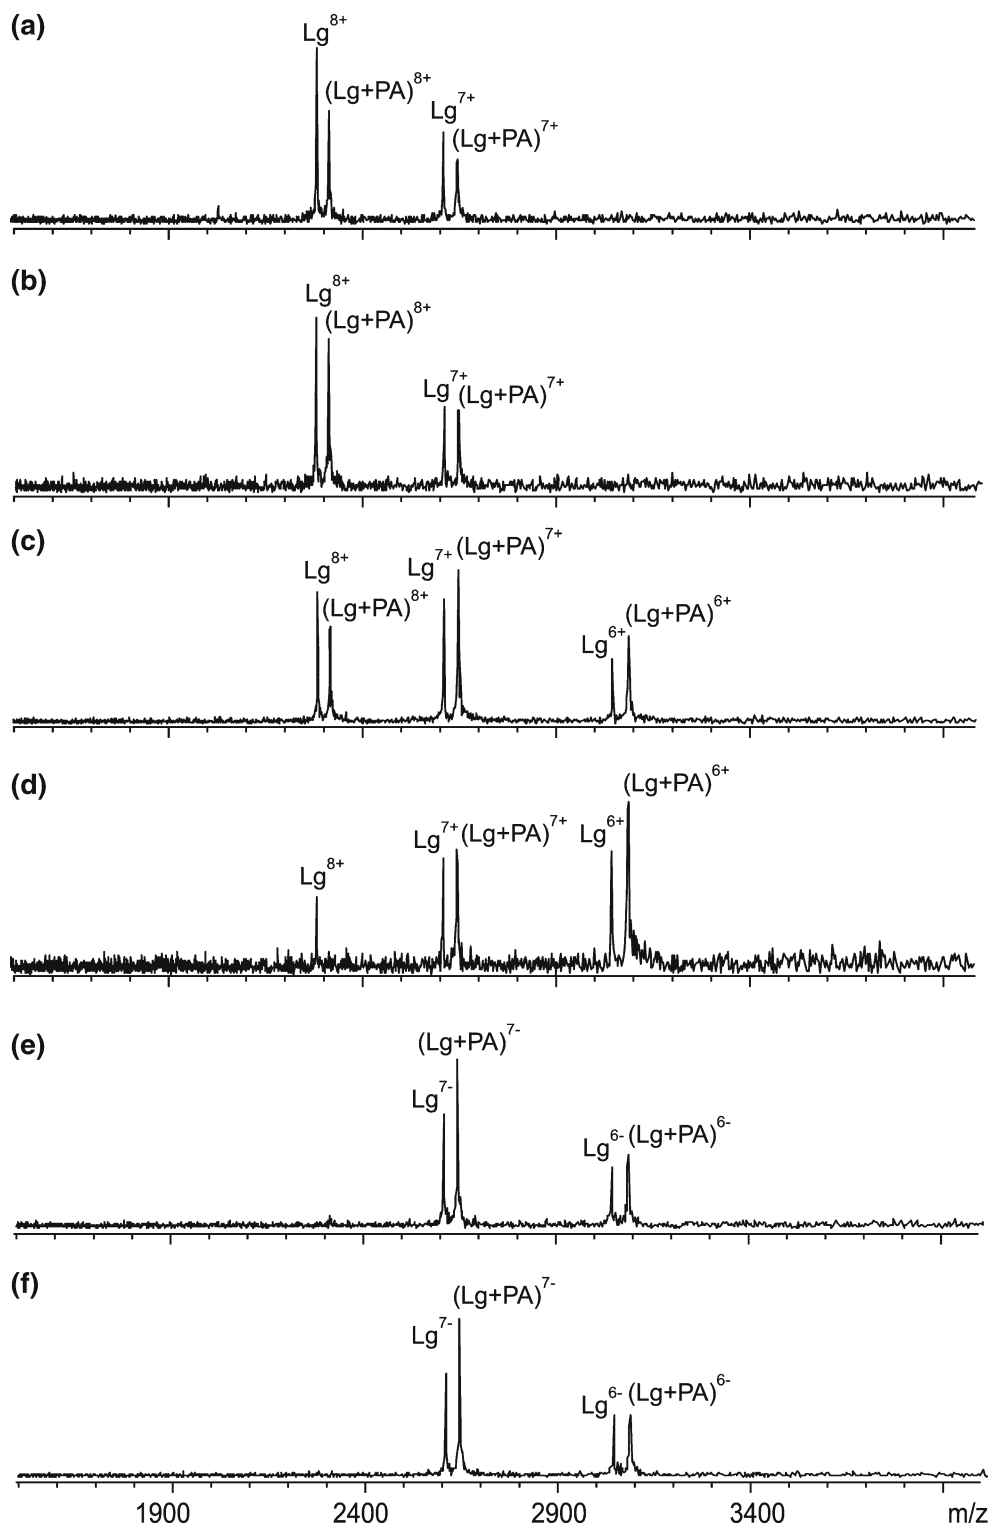 (a)
Lg8+
(Lg+PA)8+
Lg7+
(Lg+PA)7+
(b)
Lg8+
(Lg+PA)8+
Lg7+
(Lg+PA)7+
(c)
Lg8+
(Lg+PA)8+
Lg7+
(Lg+PA)7+
Lg6+
(Lg+PA)6+
(d)
Lg8+
Lg7+
(Lg+PA)7+
Lg6+
(Lg+PA)6+
(e)
Lg7-
(Lg+PA)7-
Lg6-
(Lg+PA)6-
(f)
Lg7-
(Lg+PA)7-
Lg6-
(Lg+PA)6-
1900 2400 2900 3400 m/z